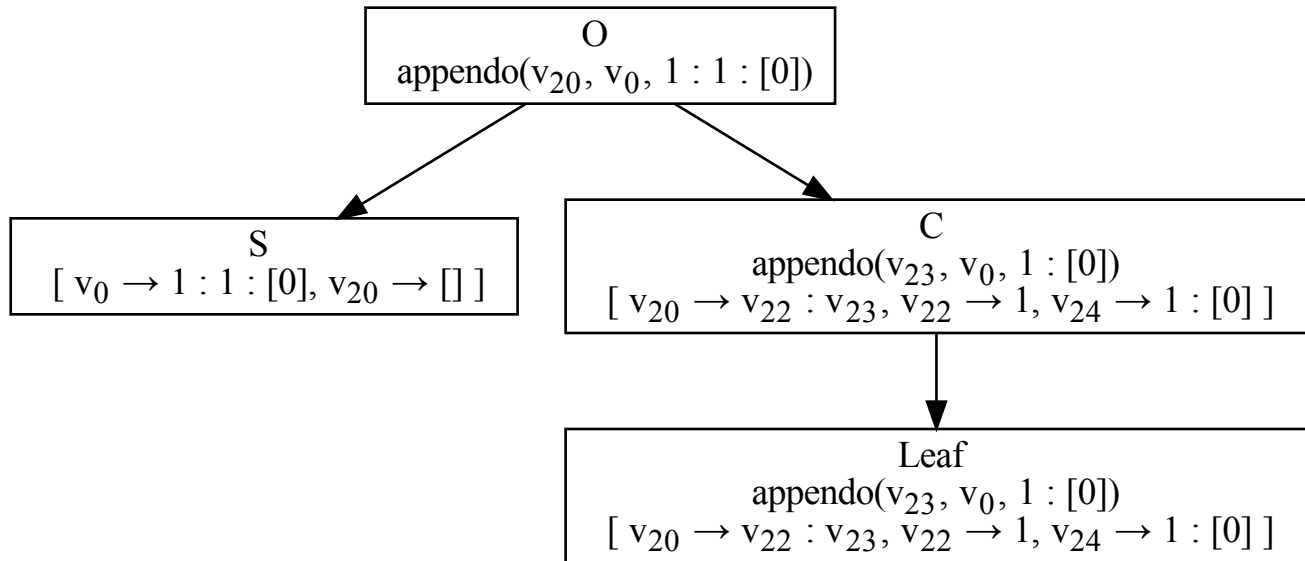 O
appendo(v₂₀, v₀, 1 : 1 : [0])
S
[ v₀ → 1 : 1 : [0], v₂₀ → [] ]
C
appendo(v₂₃, v₀, 1 : [0])
[ v₂₀ → v₂₂ : v₂₃, v₂₂ → 1, v₂₄ → 1 : [0] ]
Leaf
appendo(v₂₃, v₀, 1 : [0])
[ v₂₀ → v₂₂ : v₂₃, v₂₂ → 1, v₂₄ → 1 : [0] ]